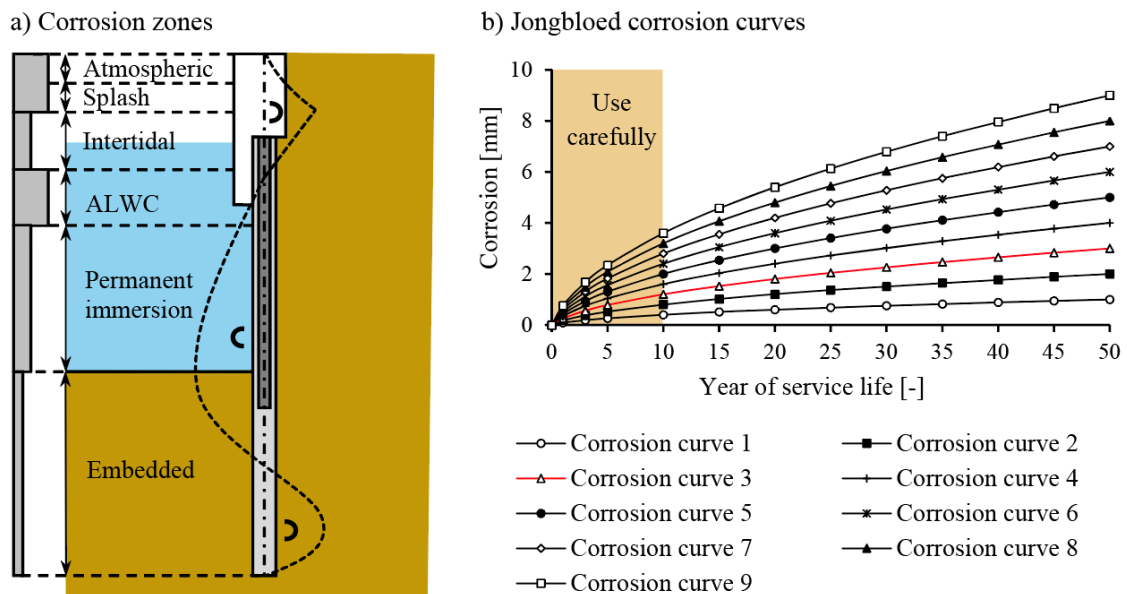 a) Corrosion zones
Atmospheric
Splash
Intertidal
ALWC
Permanent
immersion
Embedded
b) Jongbloed corrosion curves
Use
carefully
Corrosion [mm]
10
8
6
4
2
0
0 5 10 15 20 25 30 35 40 45 50
Year of service life [-]
Corrosion curve 1
Corrosion curve 2
Corrosion curve 3
Corrosion curve 4
Corrosion curve 5
Corrosion curve 6
Corrosion curve 7
Corrosion curve 8
Corrosion curve 9